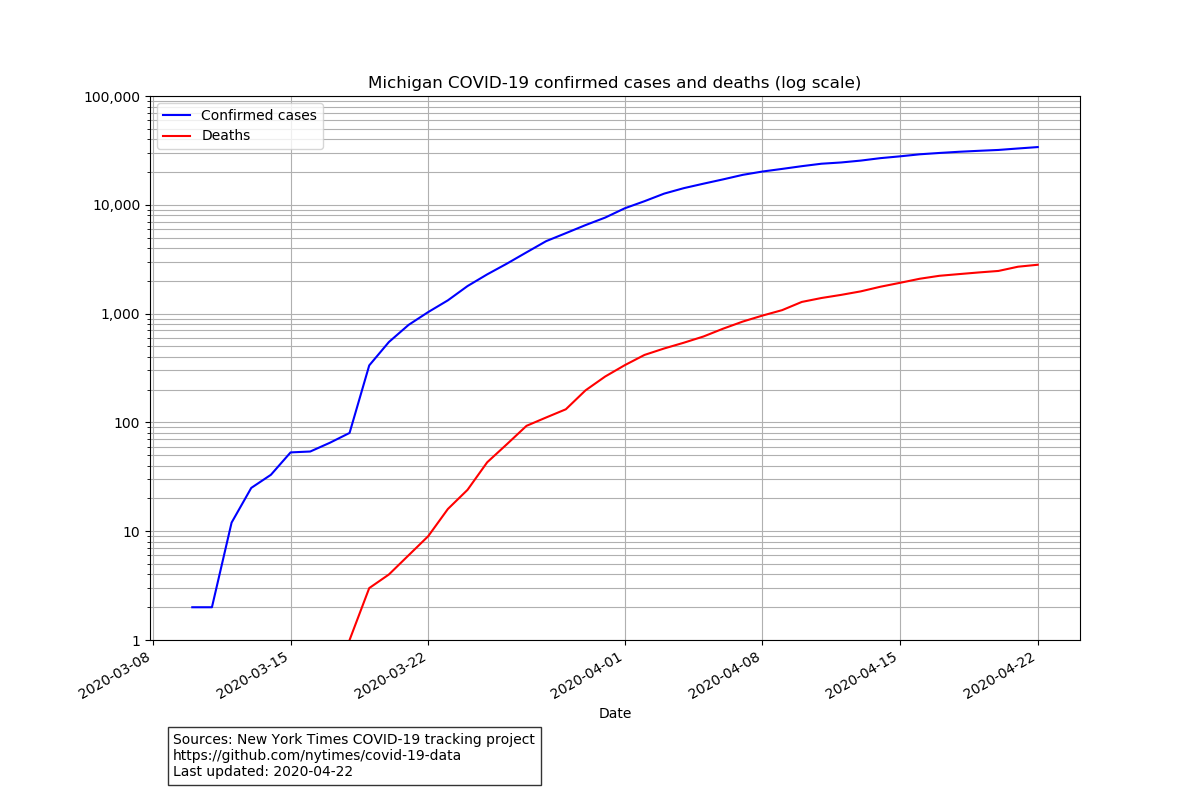 Michigan COVID-19 confirmed cases and deaths (log scale)
100,000
10,000
1,000
100
10
1
Confirmed cases
Deaths
2020-03-08
2020-03-15
2020-03-22
2020-04-01
2020-04-08
2020-04-15
2020-04-22
Date
Sources: New York Times COVID-19 tracking project
https://github.com/nytimes/covid-19-data
Last updated: 2020-04-22